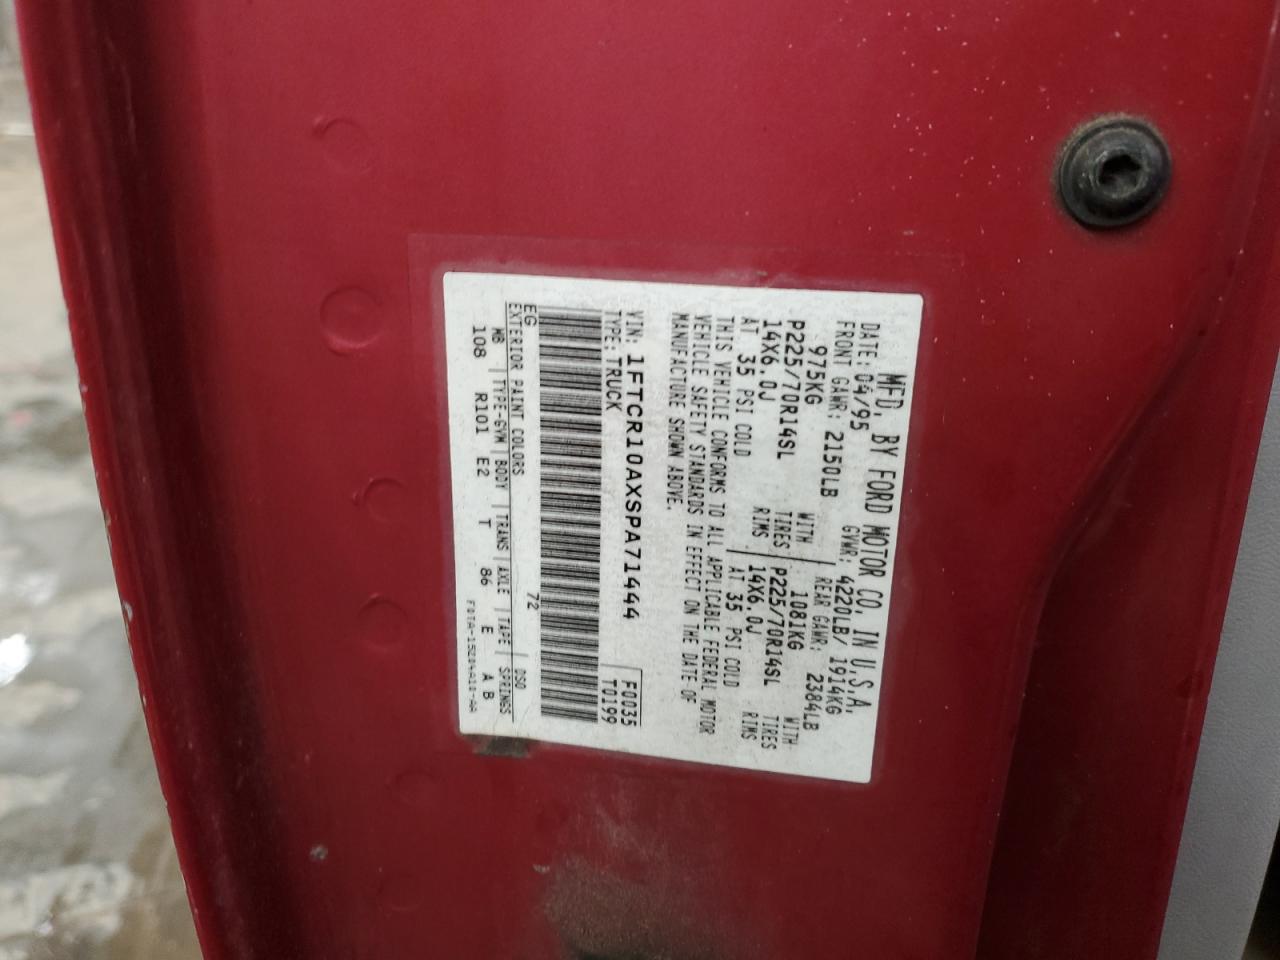 MFD. BY FORD MOTOR CO. IN U.S.A.
DATE: 04/95 GVWR: 4220LB/ 1914KG
FRONT GAWR: 2150LB REAR GAWR: 2384LB
975KG WITH 1081KG WITH
P225/70R14SL TIRES P225/70R14SL TIRES
14X6.0J RIMS 14X6.0J RIMS
AT 35 PSI COLD AT 35 PSI COLD
THIS VEHICLE CONFORMS TO ALL APPLICABLE FEDERAL MOTOR
VEHICLE SAFETY STANDARDS IN EFFECT ON THE DATE OF
MANUFACTURE SHOWN ABOVE.
VIN: 1FTCR10AXSPA71444 F0035
TYPE: TRUCK T0199
EG 72
EXTERIOR PAINT COLORS DSO
WB TYPE-GVW BODY TRANS AXLE TAPE SPRINGS
108 R101 E2 T 86 E A B
F0TA-15204A10-AA